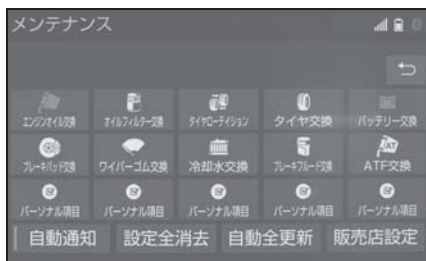 メンテナンス
エンジンオイル交換 オイルフィルター交換 タイヤローテイション タイヤ交換 バッテリー交換
ブレーキパッド交換 ワイパーゴム交換 冷却水交換 ブレーキフルード交換 ATF交換
パーソナル項目 パーソナル項目 パーソナル項目 パーソナル項目 パーソナル項目
自動通知 設定全消去 自動全更新 販売店設定